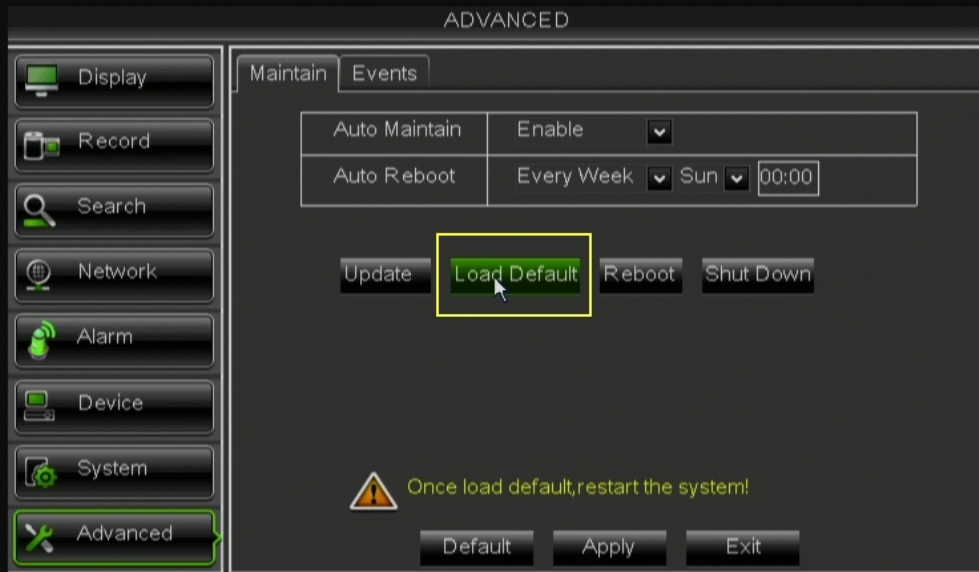 ADVANCED
Display
Record
Search
Network
Alarm
Device
System
Advanced
Maintain Events
Auto Maintain Enable
Auto Reboot Every Week Sun 00:00
Update Load Default Reboot Shut Down
Once load default,restart the system!
Default Apply Exit